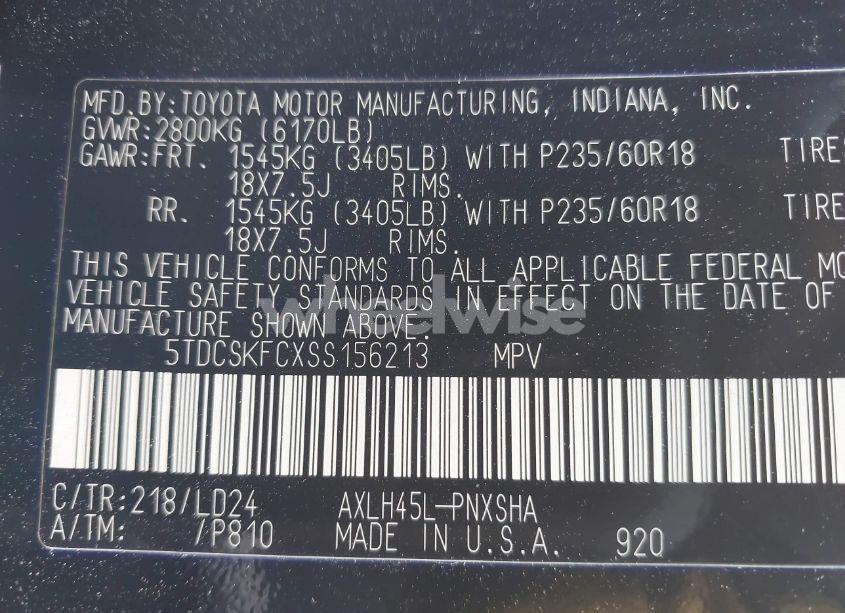 MFD.BY:TOYOTA MOTOR MANUFACTURING, INDIANA, INC.
GVWR:2800KG (6170LB)
GAWR:FRT. 1545KG (3405LB) WITH P235/60R18 TIRES
18X7.5J RIMS.
RR. 1545KG (3405LB) WITH P235/60R18 TIRE
18X7.5J RIMS.
THIS VEHICLE CONFORMS TO ALL APPLICABLE FEDERAL MO
VEHICLE SAFETY STANDARDS IN EFFECT ON THE DATE OF
MANUFACTURE SHOWN ABOVE.
wheelwise
5TDCSKFCXSS156213 MPV
C/TR:218/LD24 AXLH45L-PNXSHA
A/TM: /P810 MADE IN U.S.A. 920